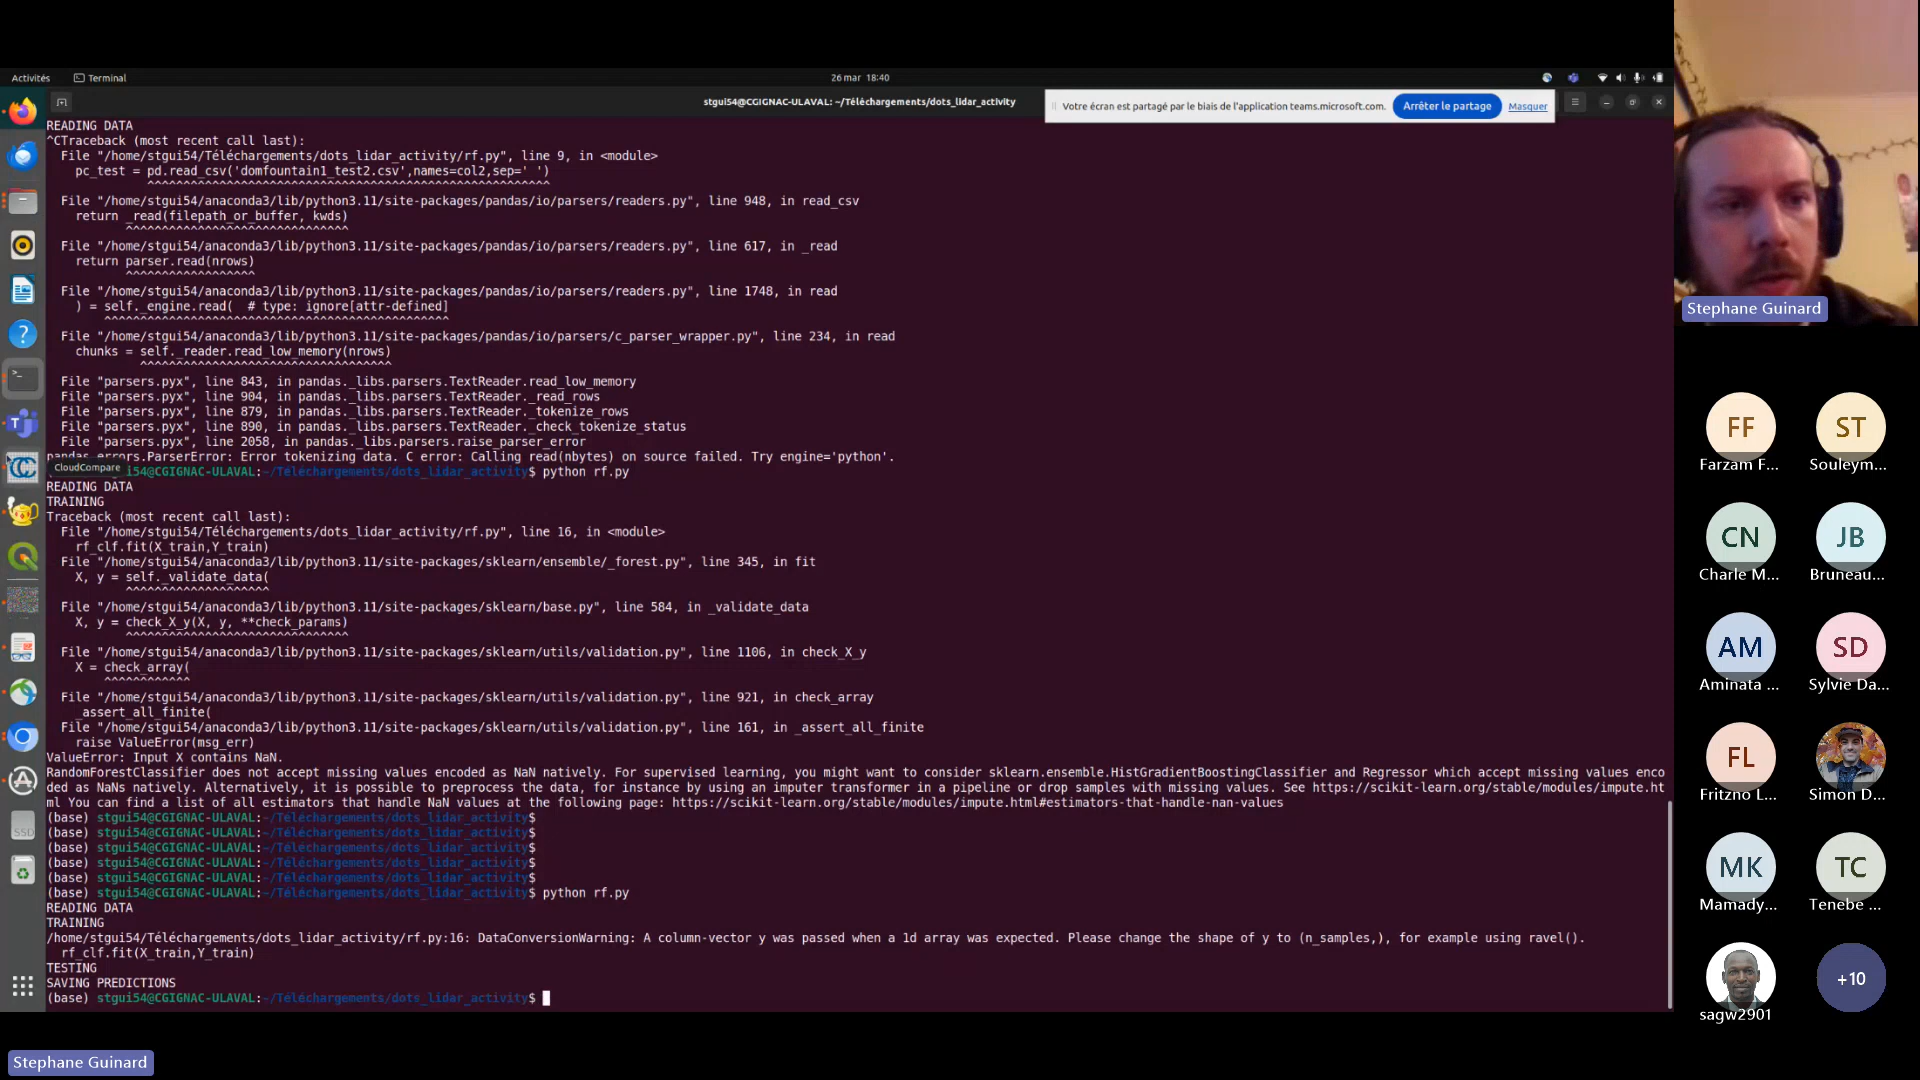 Activités
Terminal
26 mar 18:40
stgui54@CGIGNAC-ULAVAL: ~/Téléchargements/dots_lidar_activity
Votre écran est partagé par le biais de l'application teams.microsoft.com.
Arrêter le partage
Masquer
READING DATA
^CTraceback (most recent call last):
File "/home/stgui54/Téléchargements/dots_lidar_activity/rf.py", line 9, in <module>
pc_test = pd.read_csv('domfountain1_test2.csv',names=col2,sep=' ')
^^^^^^^^^^^^^^^^^^^^^^^^^^^^^^^^^^^^^^^^^^^^^^^^^^^^^^
File "/home/stgui54/anaconda3/lib/python3.11/site-packages/pandas/io/parsers/readers.py", line 948, in read_csv
return _read(filepath_or_buffer, kwds)
^^^^^^^^^^^^^^^^^^^^^^^^^^^^^^^
File "/home/stgui54/anaconda3/lib/python3.11/site-packages/pandas/io/parsers/readers.py", line 617, in _read
return parser.read(nrows)
^^^^^^^^^^^^^^^^^^
File "/home/stgui54/anaconda3/lib/python3.11/site-packages/pandas/io/parsers/readers.py", line 1748, in read
) = self._engine.read(  # type: ignore[attr-defined]
^^^^^^^^^^^^^^^^^^^^^^^^^^^^^^^^^^^^^^^^^^^^^^^
File "/home/stgui54/anaconda3/lib/python3.11/site-packages/pandas/io/parsers/c_parser_wrapper.py", line 234, in read
chunks = self._reader.read_low_memory(nrows)
^^^^^^^^^^^^^^^^^^^^^^^^^^^^^^^^^^^
File "parsers.pyx", line 843, in pandas._libs.parsers.TextReader.read_low_memory
File "parsers.pyx", line 904, in pandas._libs.parsers.TextReader._read_rows
File "parsers.pyx", line 879, in pandas._libs.parsers.TextReader._tokenize_rows
File "parsers.pyx", line 890, in pandas._libs.parsers.TextReader._check_tokenize_status
File "parsers.pyx", line 2058, in pandas._libs.parsers.raise_parser_error
pandas.errors.ParserError: Error tokenizing data. C error: Calling read(nbytes) on source failed. Try engine='python'.
CloudCompare
54@CGIGNAC-ULAVAL:~/Téléchargements/dots_lidar_activity$ python rf.py
READING DATA
TRAINING
Traceback (most recent call last):
File "/home/stgui54/Téléchargements/dots_lidar_activity/rf.py", line 16, in <module>
rf_clf.fit(X_train,Y_train)
File "/home/stgui54/anaconda3/lib/python3.11/site-packages/sklearn/ensemble/_forest.py", line 345, in fit
X, y = self._validate_data(
^^^^^^^^^^^^^^^^^^^^
File "/home/stgui54/anaconda3/lib/python3.11/site-packages/sklearn/base.py", line 584, in _validate_data
X, y = check_X_y(X, y, **check_params)
^^^^^^^^^^^^^^^^^^^^^^^^^^^^^^^
File "/home/stgui54/anaconda3/lib/python3.11/site-packages/sklearn/utils/validation.py", line 1106, in check_X_y
X = check_array(
^^^^^^^^^^^^
File "/home/stgui54/anaconda3/lib/python3.11/site-packages/sklearn/utils/validation.py", line 921, in check_array
_assert_all_finite(
File "/home/stgui54/anaconda3/lib/python3.11/site-packages/sklearn/utils/validation.py", line 161, in _assert_all_finite
raise ValueError(msg_err)
ValueError: Input X contains NaN.
RandomForestClassifier does not accept missing values encoded as NaN natively. For supervised learning, you might want to consider sklearn.ensemble.HistGradientBoostingClassifier and Regressor which accept missing values enco
ded as NaNs natively. Alternatively, it is possible to preprocess the data, for instance by using an imputer transformer in a pipeline or drop samples with missing values. See https://scikit-learn.org/stable/modules/impute.ht
ml You can find a list of all estimators that handle NaN values at the following page: https://scikit-learn.org/stable/modules/impute.html#estimators-that-handle-nan-values
(base) stgui54@CGIGNAC-ULAVAL:~/Téléchargements/dots_lidar_activity$
(base) stgui54@CGIGNAC-ULAVAL:~/Téléchargements/dots_lidar_activity$
(base) stgui54@CGIGNAC-ULAVAL:~/Téléchargements/dots_lidar_activity$
(base) stgui54@CGIGNAC-ULAVAL:~/Téléchargements/dots_lidar_activity$
(base) stgui54@CGIGNAC-ULAVAL:~/Téléchargements/dots_lidar_activity$
(base) stgui54@CGIGNAC-ULAVAL:~/Téléchargements/dots_lidar_activity$ python rf.py
READING DATA
TRAINING
/home/stgui54/Téléchargements/dots_lidar_activity/rf.py:16: DataConversionWarning: A column-vector y was passed when a 1d array was expected. Please change the shape of y to (n_samples,), for example using ravel().
rf_clf.fit(X_train,Y_train)
TESTING
SAVING PREDICTIONS
(base) stgui54@CGIGNAC-ULAVAL:~/Téléchargements/dots_lidar_activity$
Stephane Guinard
FF
ST
Farzam F...
Souleym...
CN
JB
Charle M...
Bruneau...
AM
SD
Aminata ...
Sylvie Da...
FL
Fritzno L...
Simon D...
MK
TC
Mamady...
Tenebe ...
+10
sagw2901
Stephane Guinard